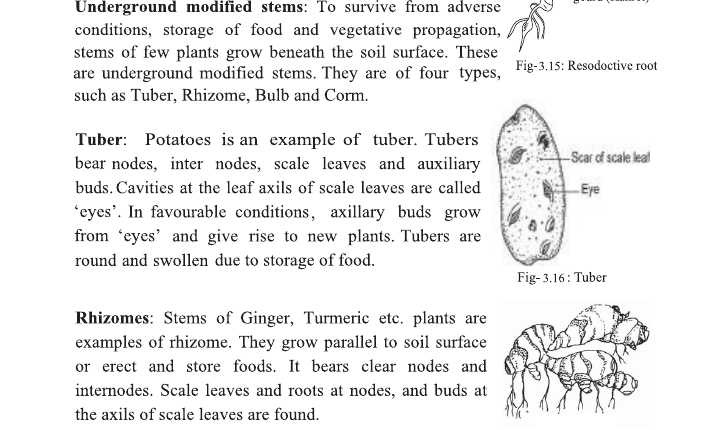 Underground modified stems: To survive from adverse
conditions, storage of food and vegetative propagation,
stems of few plants grow beneath the soil surface. These
are underground modified stems. They are of four types,
such as Tuber, Rhizome, Bulb and Corm.
Fig-3.15: Resodoctive root
Tuber: Potatoes is an example of tuber. Tubers
bear nodes, inter nodes, scale leaves and auxiliary
buds. Cavities at the leaf axils of scale leaves are called
‘eyes’. In favourable conditions, axillary buds grow
from ‘eyes’ and give rise to new plants. Tubers are
round and swollen due to storage of food.
Scar of scale leaf
Eye
Fig-3.16: Tuber
Rhizomes: Stems of Ginger, Turmeric etc. plants are
examples of rhizome. They grow parallel to soil surface
or erect and store foods. It bears clear nodes and
internodes. Scale leaves and roots at nodes, and buds at
the axils of scale leaves are found.